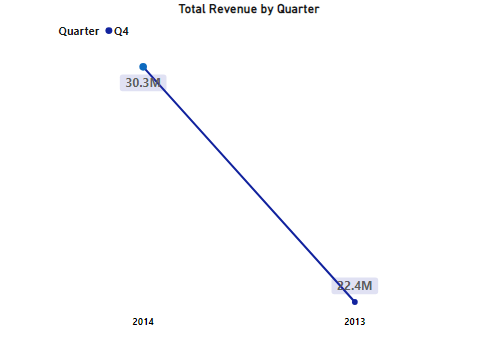 Total Revenue by Quarter
Quarter Q4
30.3M
22.4M
2014 2013